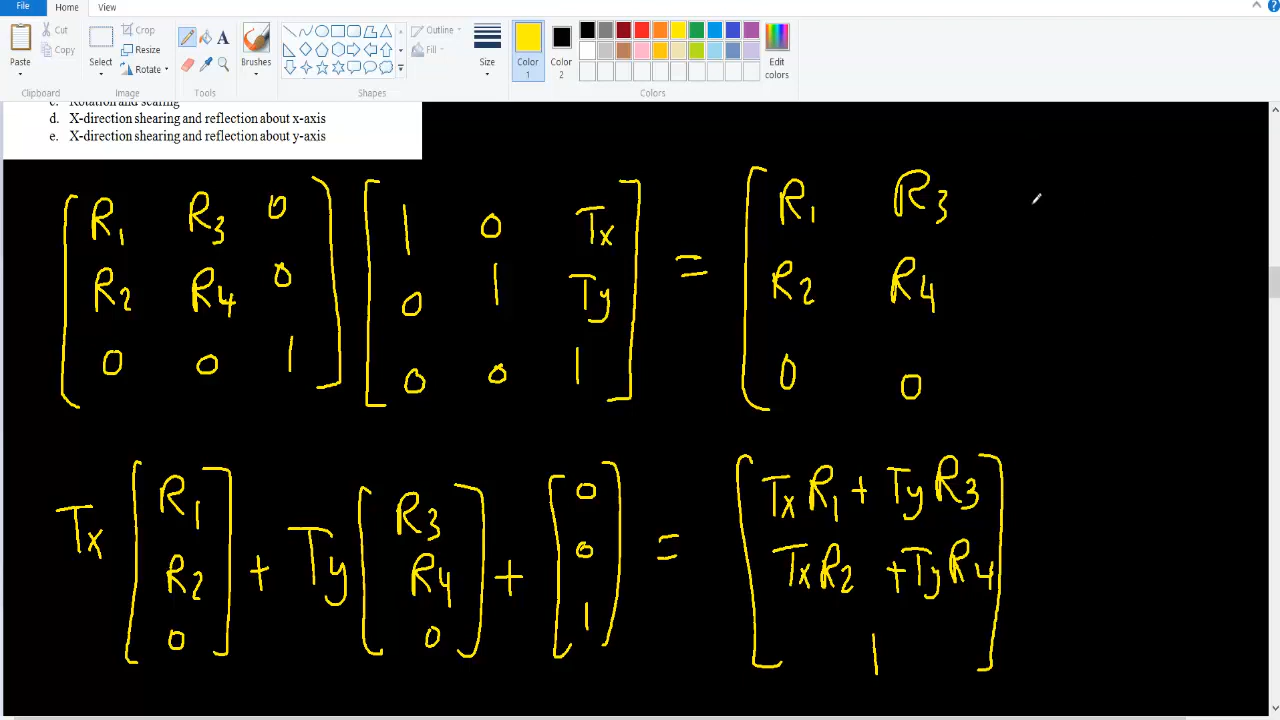 File Home View
Paste Cut Copy Clipboard
Select Crop Resize Rotate Image
Tools
Brushes
Outline Fill Shapes
Size
Color 1 Color 2 Edit colors Colors
c. Rotation and scaling
d. X-direction shearing and reflection about x-axis
e. X-direction shearing and reflection about y-axis
[R1 R3 0] [1 0 Tx] [R1 R3
[R2 R4 0] [0 1 Ty] = [R2 R4
[0 0 1] [0 0 1] [0 0
Tx [R1 R2 0] + Ty [R3 R4 0] + [0 0 1] = [TxR1 + TyR3
TxR2 + TyR4
1]